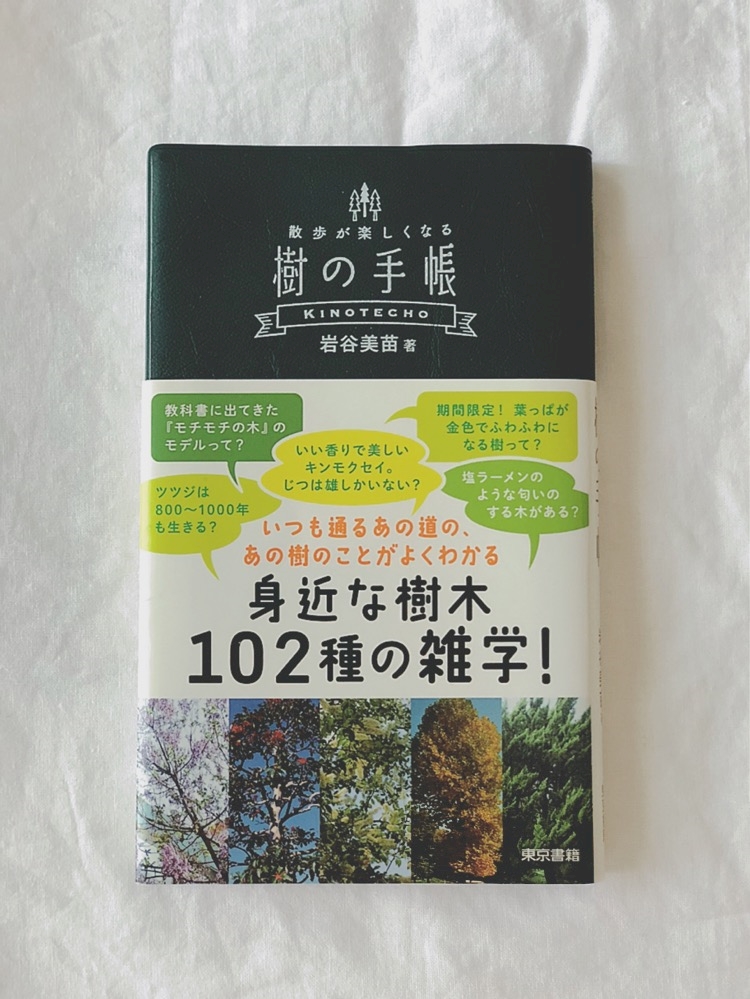 散歩が楽しくなる
樹の手帳
KINOTECHO
岩谷美苗 著
教科書に出てきた
『モチモチの木』の
モデルって？
期間限定！ 葉っぱが
金色でふわふわに
なる樹って？
いい香りで美しい
キンモクセイ。
じつは雄しかいない？
ツツジは
800〜1000年
も生きる？
塩ラーメンの
ような匂いの
する木がある？
いつも通るあの道の、
あの樹のことがよくわかる
身近な樹木
102種の雑学！
東京書籍